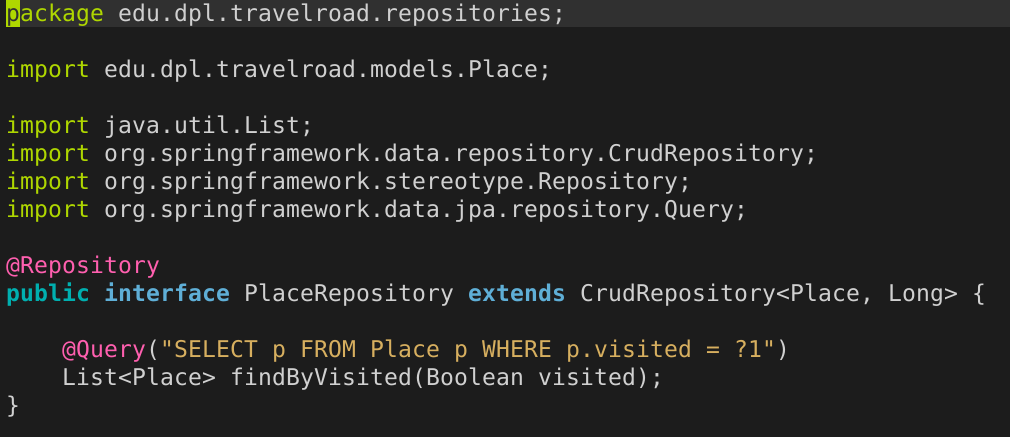 package edu.dpl.travelroad.repositories;
import edu.dpl.travelroad.models.Place;
import java.util.List;
import org.springframework.data.repository.CrudRepository;
import org.springframework.stereotype.Repository;
import org.springframework.data.jpa.repository.Query;
@Repository
public interface PlaceRepository extends CrudRepository<Place, Long> {
@Query("SELECT p FROM Place p WHERE p.visited = ?1")
List<Place> findByVisited(Boolean visited);
}